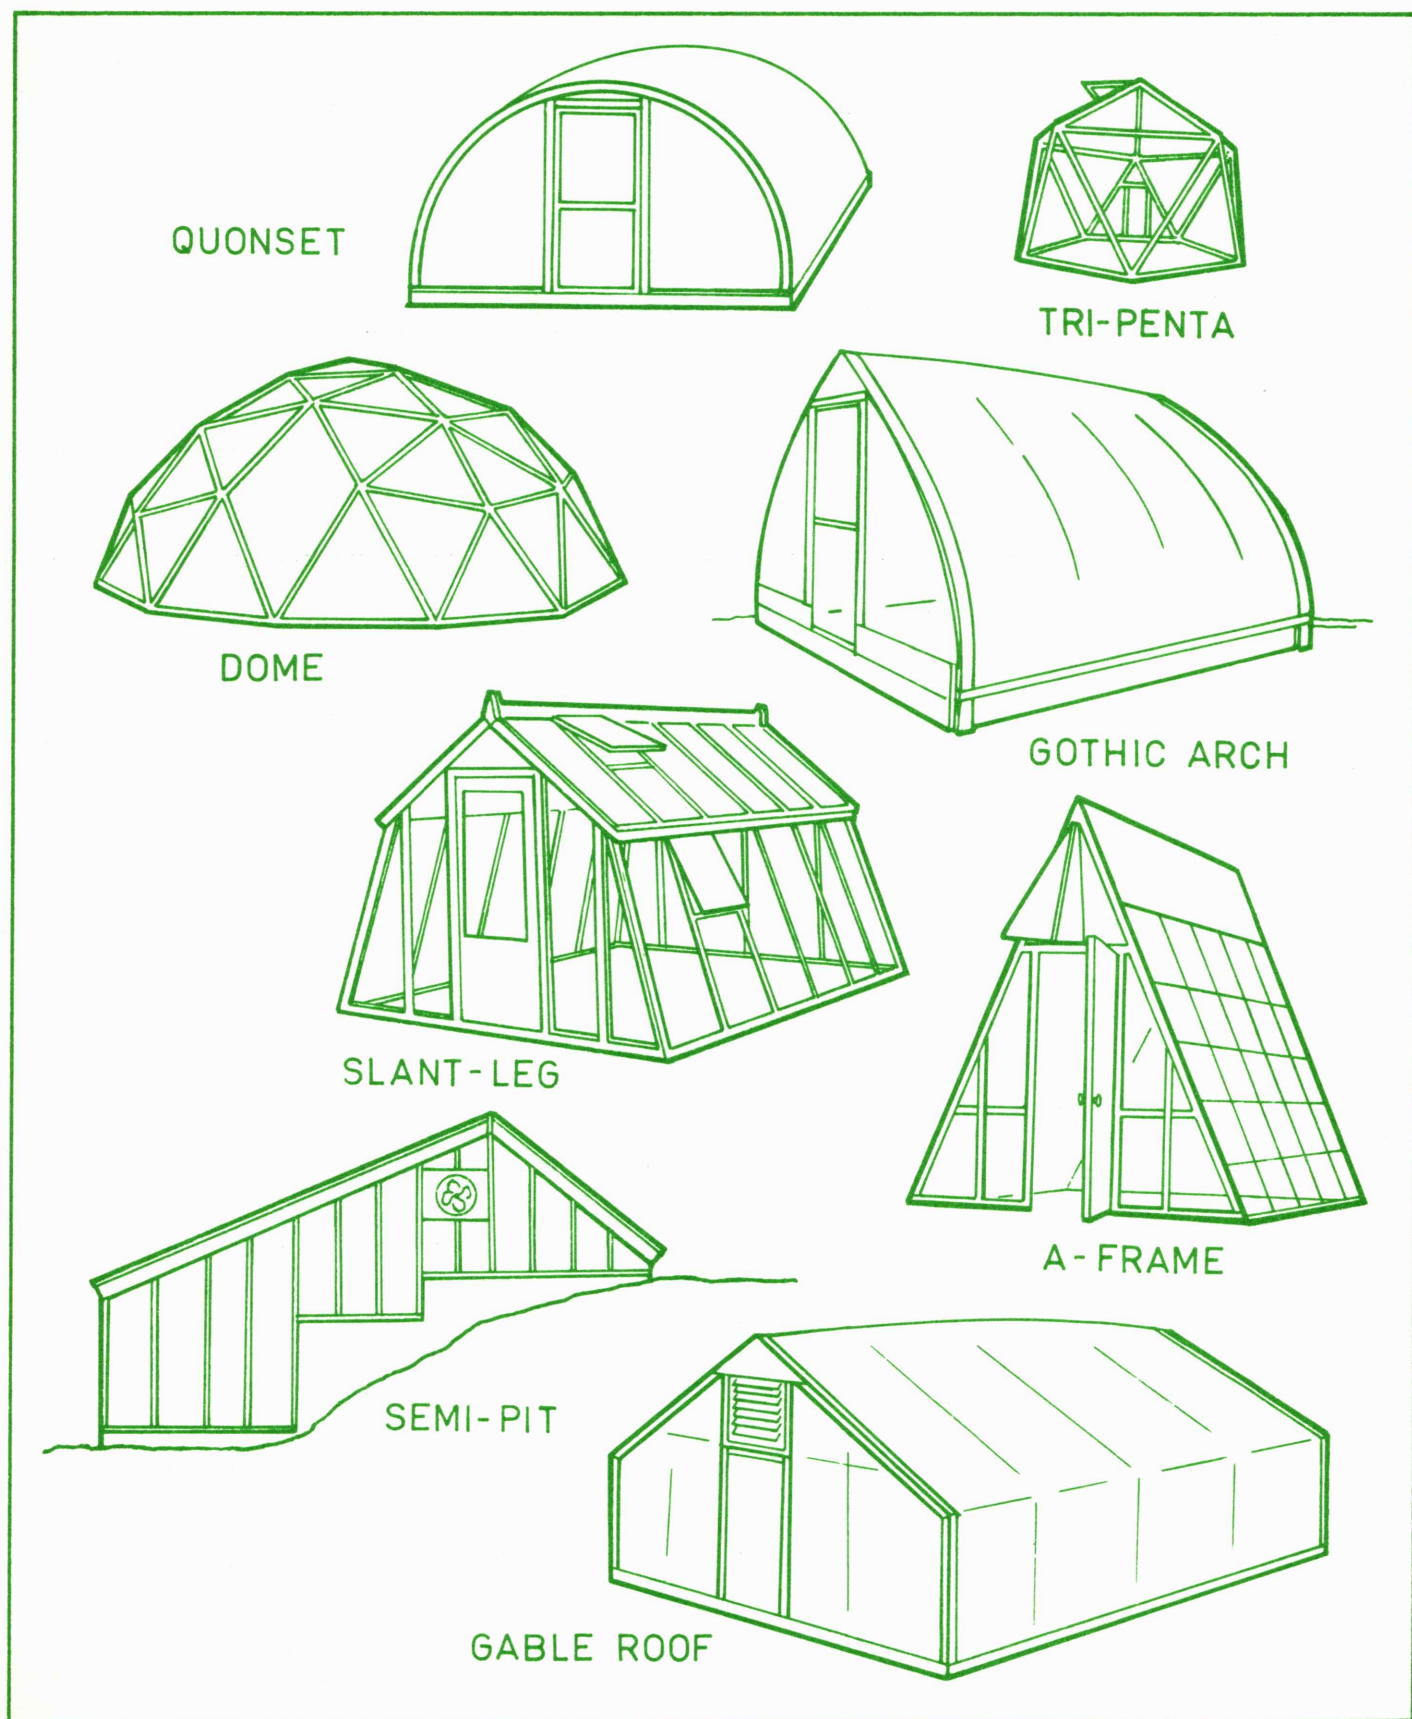 QUONSET
TRI-PENTA
DOME
GOTHIC ARCH
SLANT-LEG
A-FRAME
SEMI-PIT
GABLE ROOF